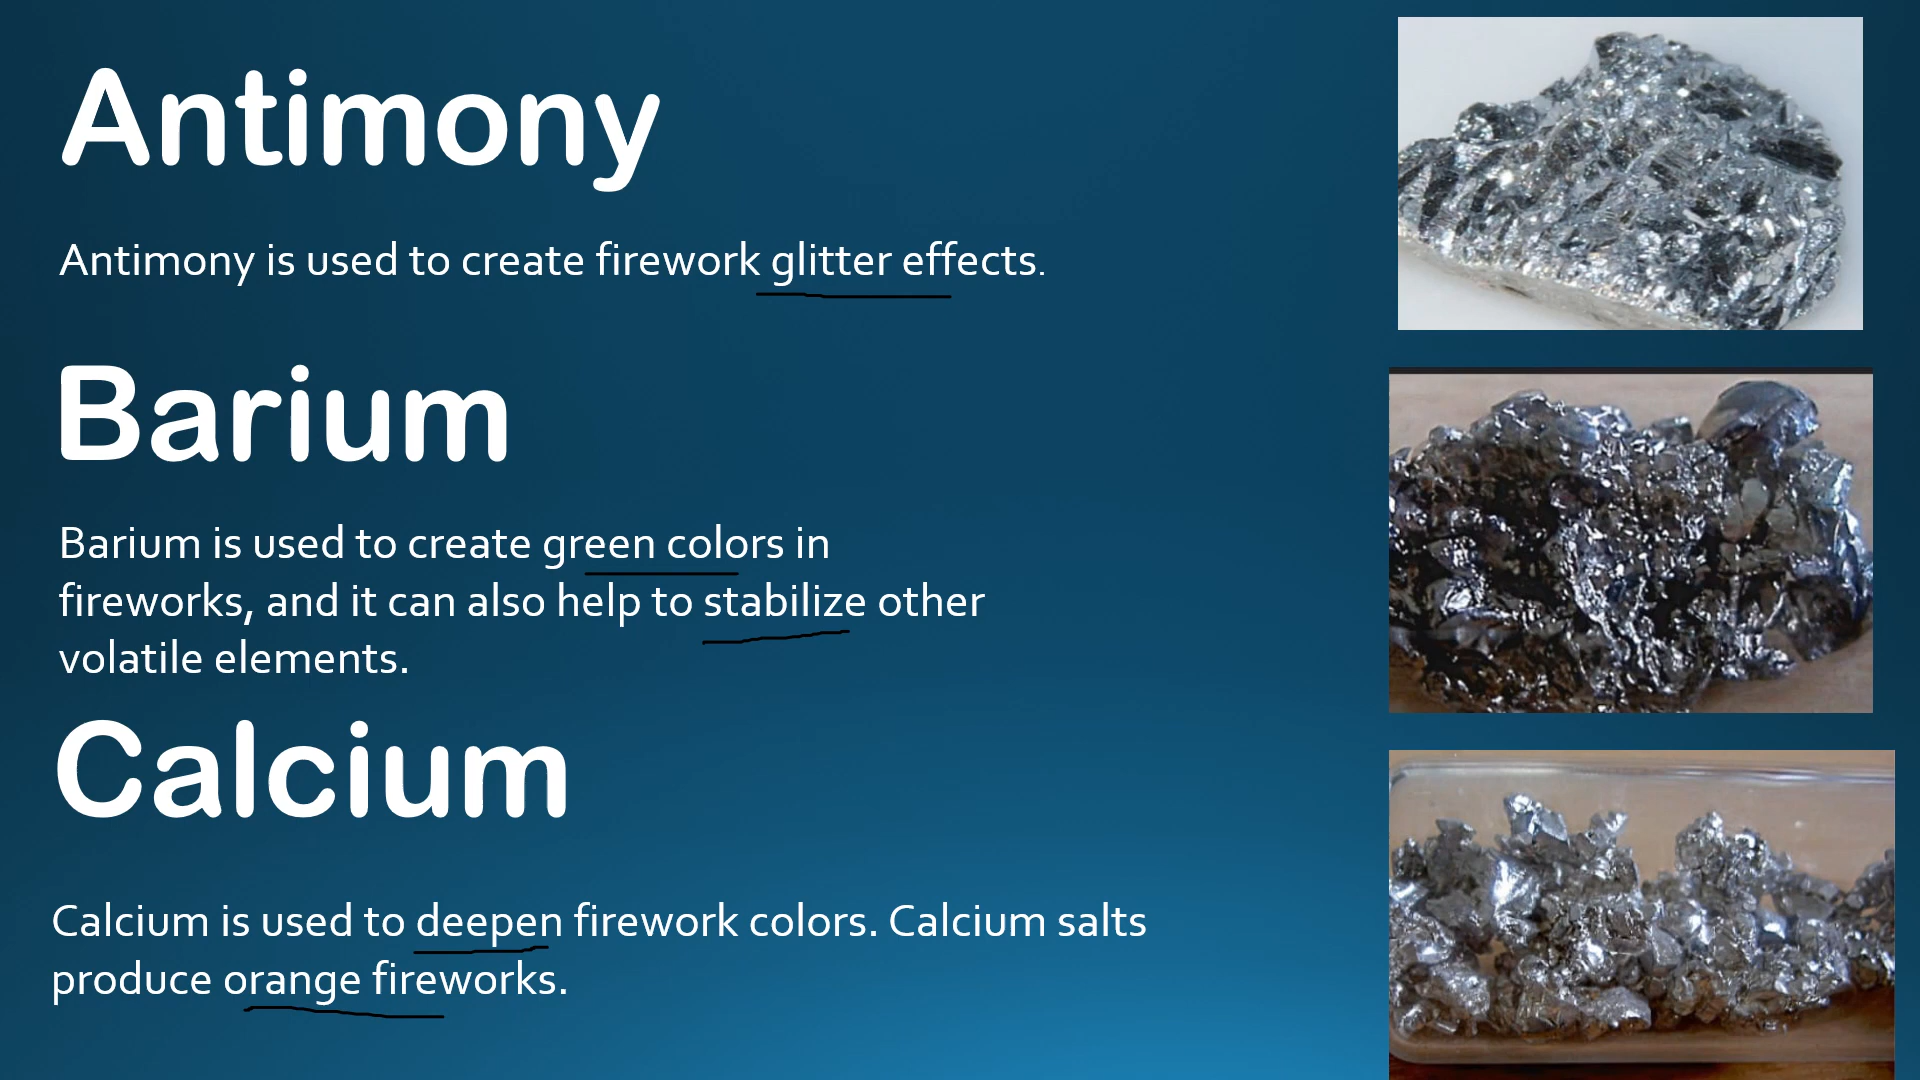 Antimony
Antimony is used to create firework glitter effects.
Barium
Barium is used to create green colors in
fireworks, and it can also help to stabilize other
volatile elements.
Calcium
Calcium is used to deepen firework colors. Calcium salts
produce orange fireworks.